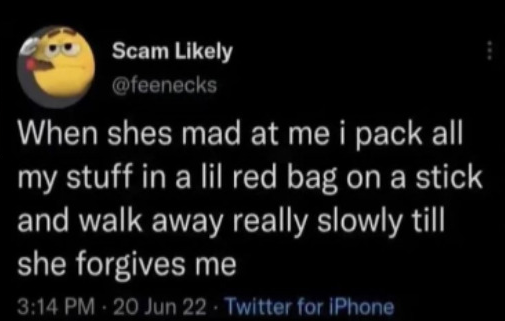 Scam Likely
@feenecks
When shes mad at me i pack all
my stuff in a lil red bag on a stick
and walk away really slowly till
she forgives me
3:14 PM · 20 Jun 22 · Twitter for iPhone